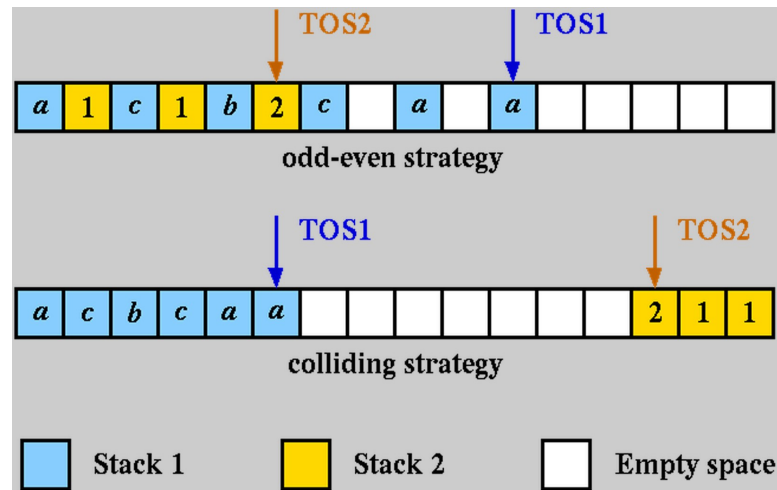 TOS2 TOS1
a 1 c 1 b 2 c a a
odd-even strategy
TOS1 TOS2
a c b c a a 2 1 1
colliding strategy
Stack 1 Stack 2 Empty space